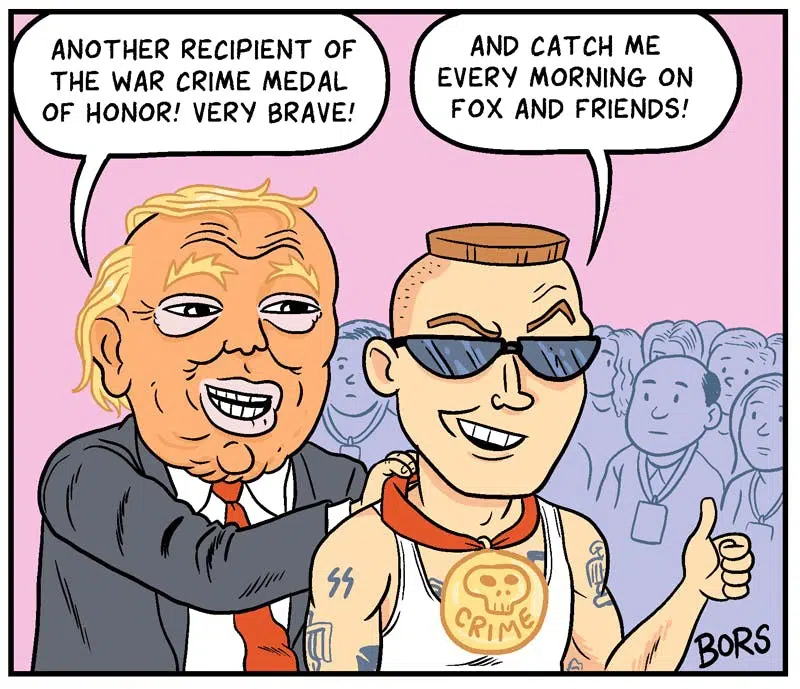 ANOTHER RECIPIENT OF
THE WAR CRIME MEDAL
OF HONOR! VERY BRAVE!
AND CATCH ME
EVERY MORNING ON
FOX AND FRIENDS!
SS
CRIME
BORS